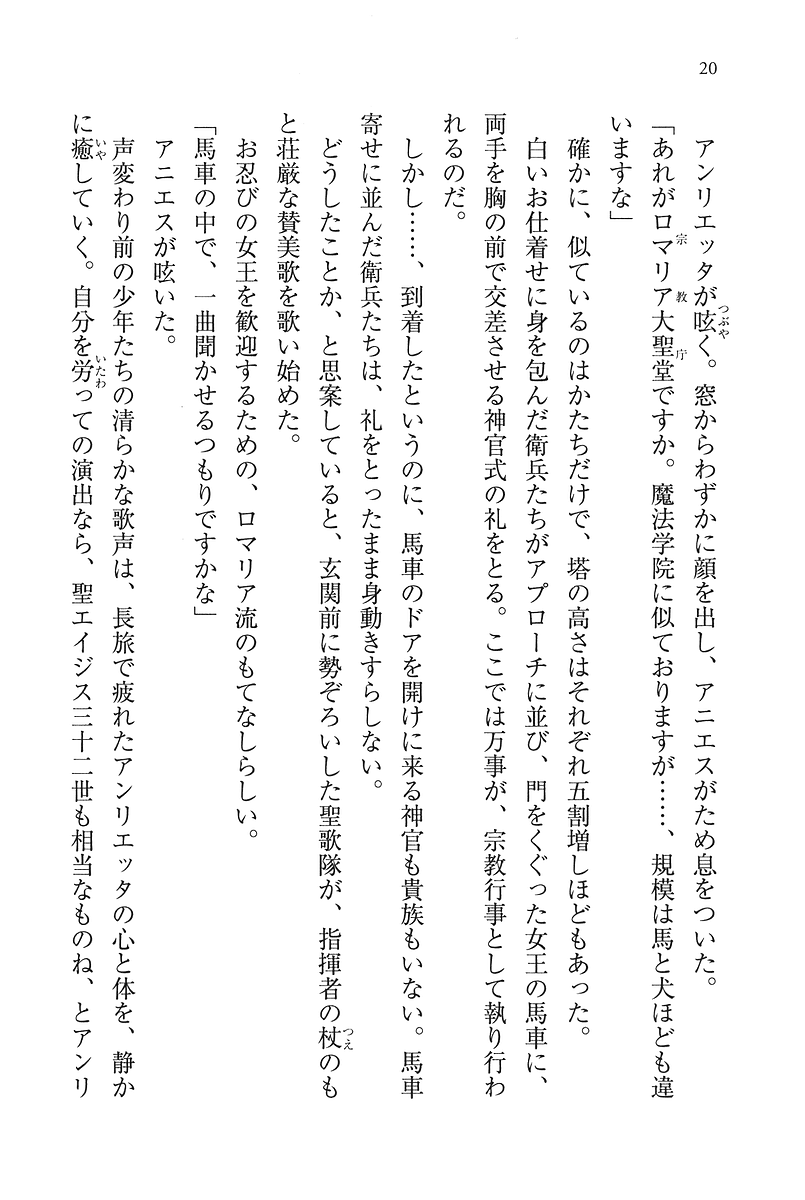 20
アンリエッタが呟く。窓からわずかに顔を出し、アニエスがため息をついた。
「あれがロマリア大聖堂ですか。魔法学院に似ておりますが……、規模は馬と犬ほども違
いますな」
確かに、似ているのはかたちだけで、塔の高さはそれぞれ五割増しほどもあった。
白いお仕着せに身を包んだ衛兵たちがアプローチに並び、門をくぐった女王の馬車に、
両手を胸の前で交差させる神官式の礼をとる。ここでは万事が、宗教行事として執り行わ
れるのだ。
しかし……、到着したというのに、馬車のドアを開けに来る神官も貴族もいない。馬車
寄せに並んだ衛兵たちは、礼をとったまま身動きすらしない。
どうしたことか、と思案していると、玄関前に勢ぞろいした聖歌隊が、指揮者の杖のも
と荘厳な賛美歌を歌い始めた。
お忍びの女王を歓迎するための、ロマリア流のもてなしらしい。
「馬車の中で、一曲聞かせるつもりですかな」
アニエスが呟いた。
声変わり前の少年たちの清らかな歌声は、長旅で疲れたアンリエッタの心と体を、静か
に癒していく。自分を労っての演出なら、聖エイジス三十二世も相当なものね、とアンリ
つぶや
宗教庁
つえ
いや
いたわ